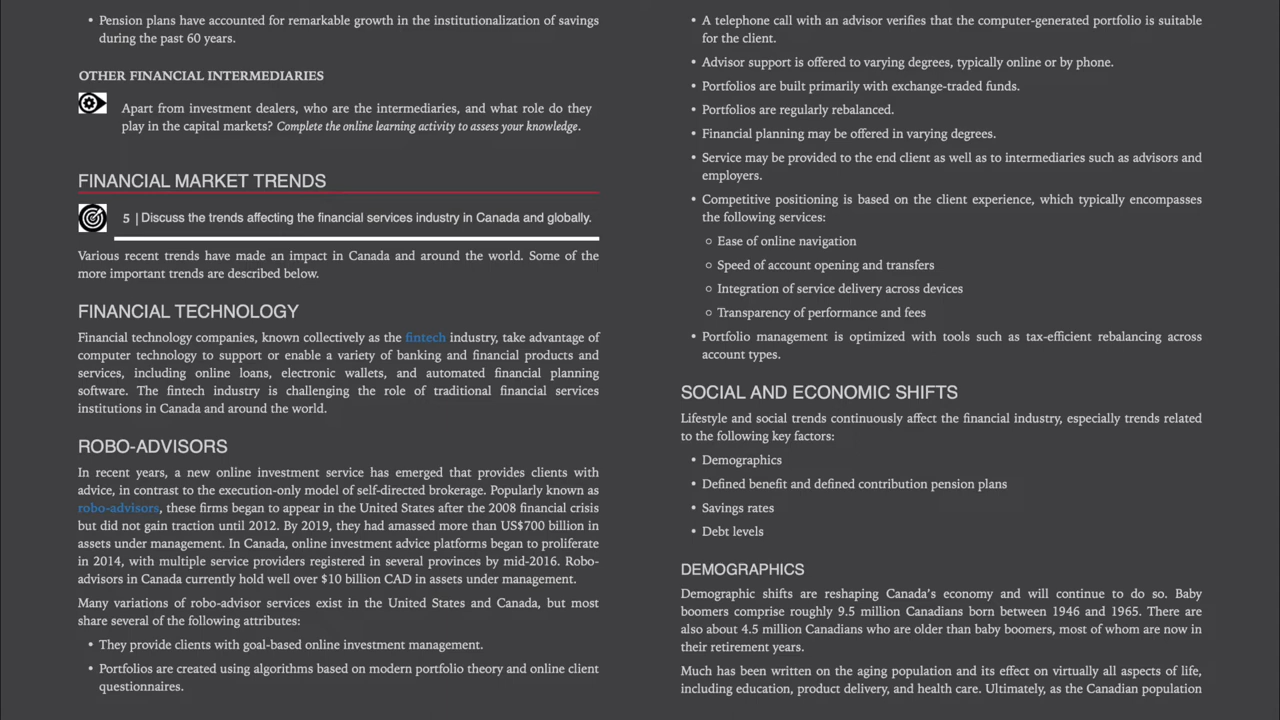 • Pension plans have accounted for remarkable growth in the institutionalization of savings
during the past 60 years.
OTHER FINANCIAL INTERMEDIARIES
Apart from investment dealers, who are the intermediaries, and what role do they
play in the capital markets? Complete the online learning activity to assess your knowledge.
FINANCIAL MARKET TRENDS
5 | Discuss the trends affecting the financial services industry in Canada and globally.
Various recent trends have made an impact in Canada and around the world. Some of the
more important trends are described below.
FINANCIAL TECHNOLOGY
Financial technology companies, known collectively as the fintech industry, take advantage of
computer technology to support or enable a variety of banking and financial products and
services, including online loans, electronic wallets, and automated financial planning
software. The fintech industry is challenging the role of traditional financial services
institutions in Canada and around the world.
ROBO-ADVISORS
In recent years, a new online investment service has emerged that provides clients with
advice, in contrast to the execution-only model of self-directed brokerage. Popularly known as
robo-advisors, these firms began to appear in the United States after the 2008 financial crisis
but did not gain traction until 2012. By 2019, they had amassed more than US$700 billion in
assets under management. In Canada, online investment advice platforms began to proliferate
in 2014, with multiple service providers registered in several provinces by mid-2016. Robo-
advisors in Canada currently hold well over $10 billion CAD in assets under management.
Many variations of robo-advisor services exist in the United States and Canada, but most
share several of the following attributes:
• They provide clients with goal-based online investment management.
• Portfolios are created using algorithms based on modern portfolio theory and online client
questionnaires.
• A telephone call with an advisor verifies that the computer-generated portfolio is suitable
for the client.
• Advisor support is offered to varying degrees, typically online or by phone.
• Portfolios are built primarily with exchange-traded funds.
• Portfolios are regularly rebalanced.
• Financial planning may be offered in varying degrees.
• Service may be provided to the end client as well as to intermediaries such as advisors and
employers.
• Competitive positioning is based on the client experience, which typically encompasses
the following services:
○ Ease of online navigation
○ Speed of account opening and transfers
○ Integration of service delivery across devices
○ Transparency of performance and fees
• Portfolio management is optimized with tools such as tax-efficient rebalancing across
account types.
SOCIAL AND ECONOMIC SHIFTS
Lifestyle and social trends continuously affect the financial industry, especially trends related
to the following key factors:
• Demographics
• Defined benefit and defined contribution pension plans
• Savings rates
• Debt levels
DEMOGRAPHICS
Demographic shifts are reshaping Canada's economy and will continue to do so. Baby
boomers comprise roughly 9.5 million Canadians born between 1946 and 1965. There are
also about 4.5 million Canadians who are older than baby boomers, most of whom are now in
their retirement years.
Much has been written on the aging population and its effect on virtually all aspects of life,
including education, product delivery, and health care. Ultimately, as the Canadian population